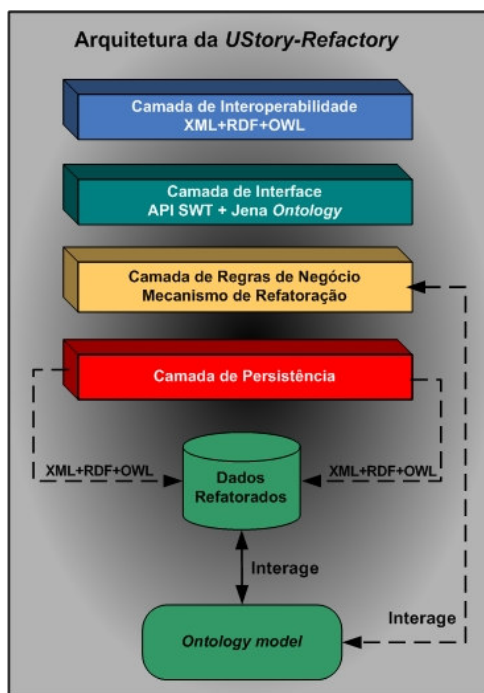 Arquitetura da UStory-Refactory
Camada de Interoperabilidade
XML+RDF+OWL
Camada de Interface
API SWT + Jena Ontology
Camada de Regras de Negócio
Mecanismo de Refatoração
Camada de Persistência
XML+RDF+OWL
Dados
Refatorados
XML+RDF+OWL
Interage
Ontology model
Interage